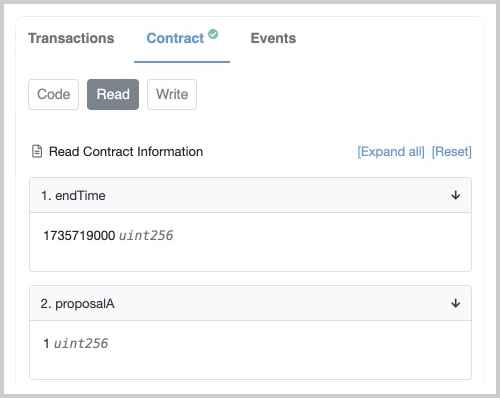 Transactions Contract Events
Code Read Write
Read Contract Information [Expand all] [Reset]
1. endTime
1735719000 uint256
2. proposalA
1 uint256